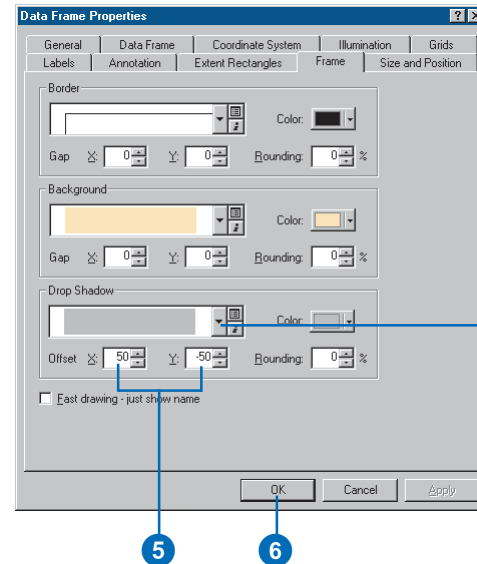 Data Frame Properties
General Data Frame Coordinate System Illumination Grids
Labels Annotation Extent Rectangles Frame Size and Position
Border
Color:
Gap X: 0 Y: 0 Rounding: 0 %
Background
Color:
Gap X: 0 Y: 0 Rounding: 0 %
Drop Shadow
Color:
Offset X: 50 Y: -50 Rounding: 0 %
Fast drawing - just show name
OK Cancel Apply
5 6